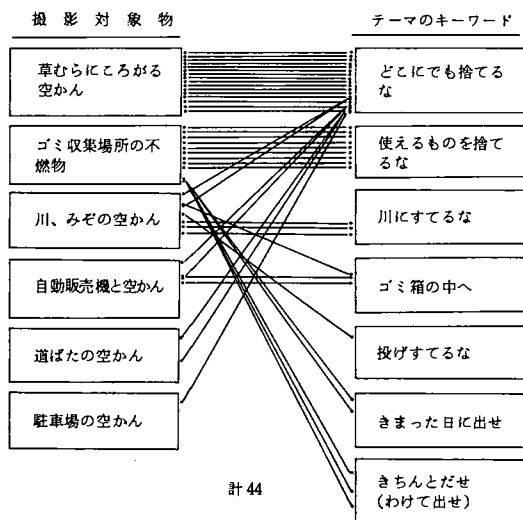 撮影対象物
草むらにころがる
空かん
ゴミ収集場所の不
燃物
川、みぞの空かん
自動販売機と空かん
道ばたの空かん
駐車場の空かん
テーマのキーワード
どこにでも捨てる
な
使えるものを捨て
るな
川にすてるな
ゴミ箱の中へ
投げすてるな
きまった日に出せ
きちんとだせ
(わけて出せ)
計44